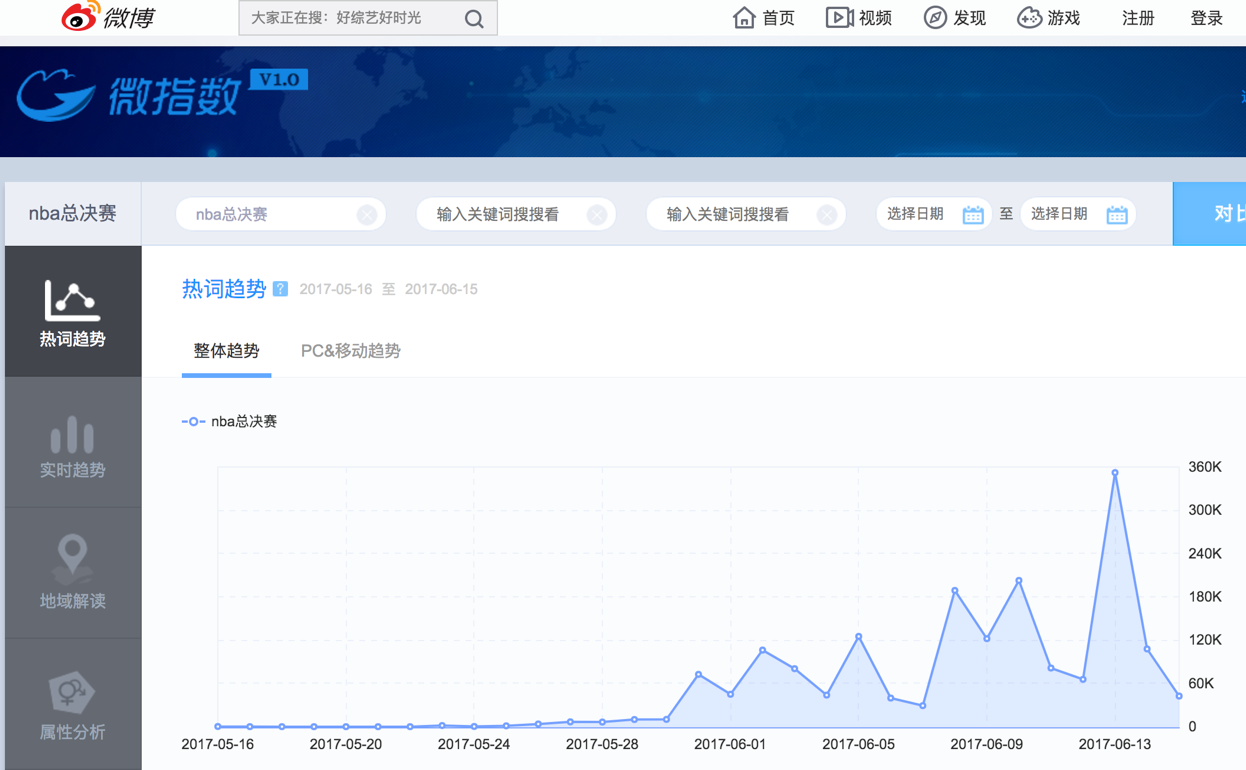 微博
大家正在搜：好综艺好时光
首页
视频
发现
游戏
注册
登录
微指数
V1.0
nba总决赛
nba总决赛
输入关键词搜搜看
输入关键词搜搜看
选择日期
至
选择日期
对比
热词趋势
? 2017-05-16 至 2017-06-15
热词趋势
整体趋势
PC&移动趋势
nba总决赛
实时趋势
地域解读
属性分析
360K
300K
240K
180K
120K
60K
0
2017-05-16
2017-05-20
2017-05-24
2017-05-28
2017-06-01
2017-06-05
2017-06-09
2017-06-13